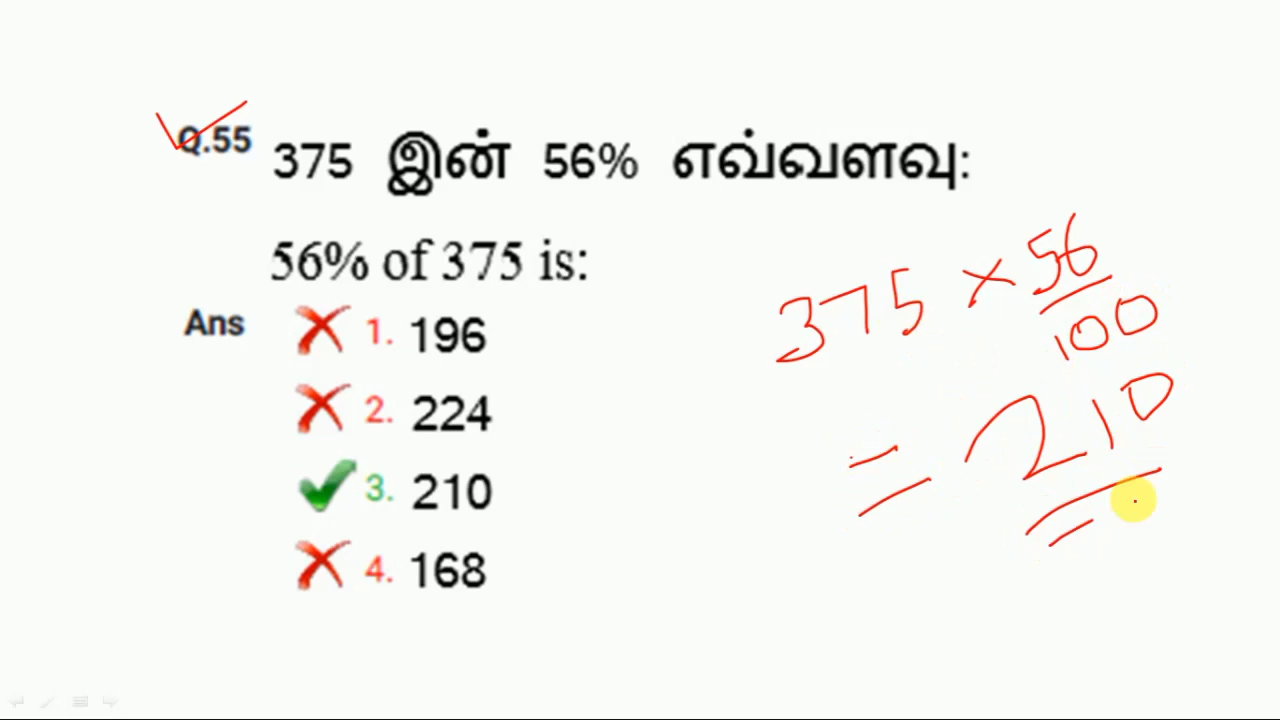 Q.55 375 இன் 56% எவ்வளவு:
56% of 375 is:
Ans 1. 196
2. 224
3. 210
4. 168
375 × 56
100
= 210